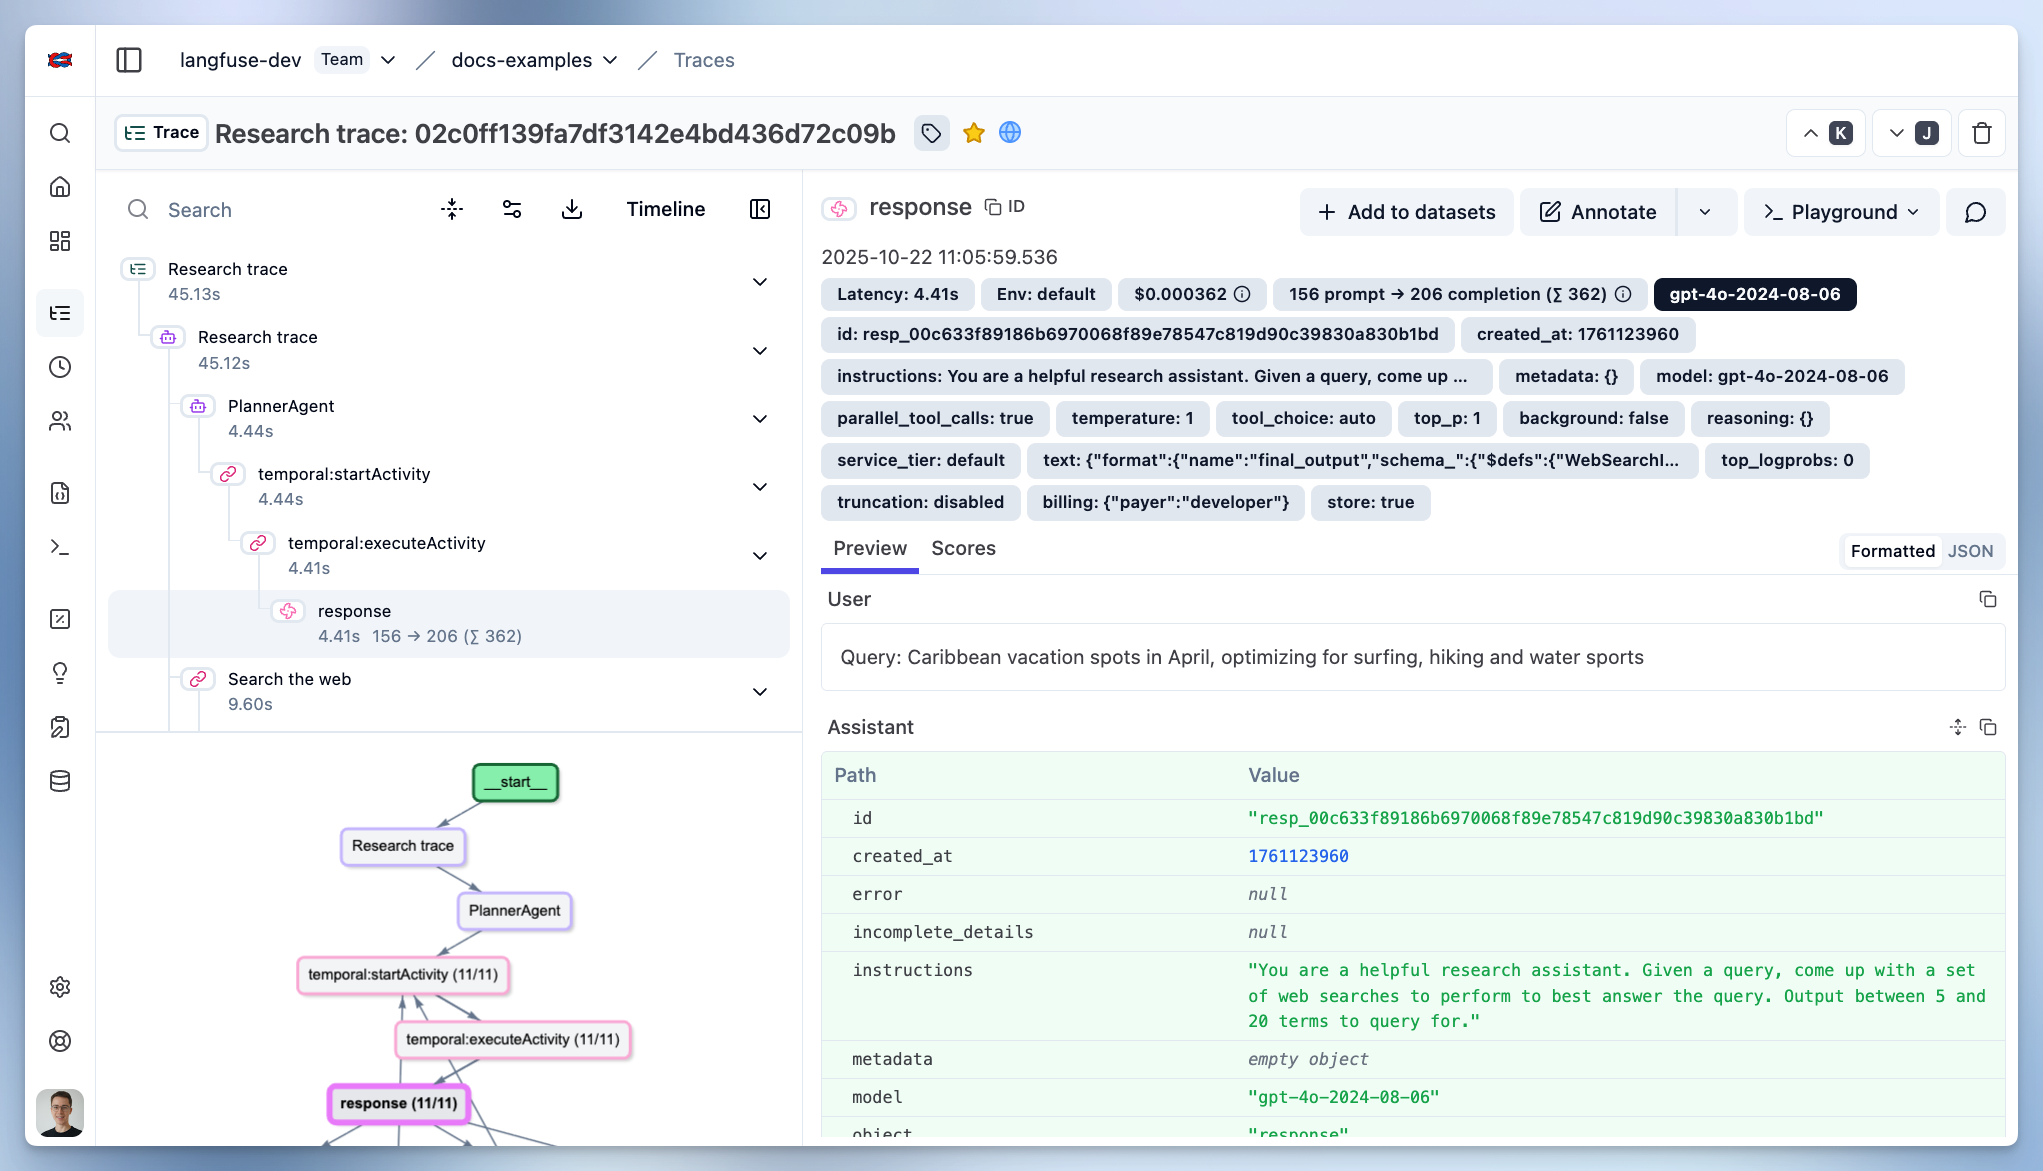 langfuse-dev Team docs-examples Traces
Trace Research trace: 02c0ff139fa7df3142e4bd436d72c09b K J
Search Timeline
Research trace
45.13s
Research trace
45.12s
PlannerAgent
4.44s
temporal:startActivity
4.44s
temporal:executeActivity
4.41s
response
4.41s 156 → 206 (∑ 362)
Search the web
9.60s
__start__
Research trace
PlannerAgent
temporal:startActivity (11/11)
temporal:executeActivity (11/11)
response (11/11)
response ID
+ Add to datasets Annotate >_ Playground
2025-10-22 11:05:59.536
Latency: 4.41s Env: default $0.000362 156 prompt → 206 completion (∑ 362) gpt-4o-2024-08-06
id: resp_00c633f89186b6970068f89e78547c819d90c39830a830b1bd created_at: 1761123960
instructions: You are a helpful research assistant. Given a query, come up ... metadata: {} model: gpt-4o-2024-08-06
parallel_tool_calls: true temperature: 1 tool_choice: auto top_p: 1 background: false reasoning: {}
service_tier: default text: {"format":{"name":"final_output","schema_":{"$defs":{"WebSearchI... top_logprobs: 0
truncation: disabled billing: {"payer":"developer"} store: true
Preview Scores Formatted JSON
User
Query: Caribbean vacation spots in April, optimizing for surfing, hiking and water sports
Assistant
Path Value
id "resp_00c633f89186b6970068f89e78547c819d90c39830a830b1bd"
created_at 1761123960
error null
incomplete_details null
instructions "You are a helpful research assistant. Given a query, come up with a set
of web searches to perform to best answer the query. Output between 5 and
20 terms to query for."
metadata empty object
model "gpt-4o-2024-08-06"
object "response"